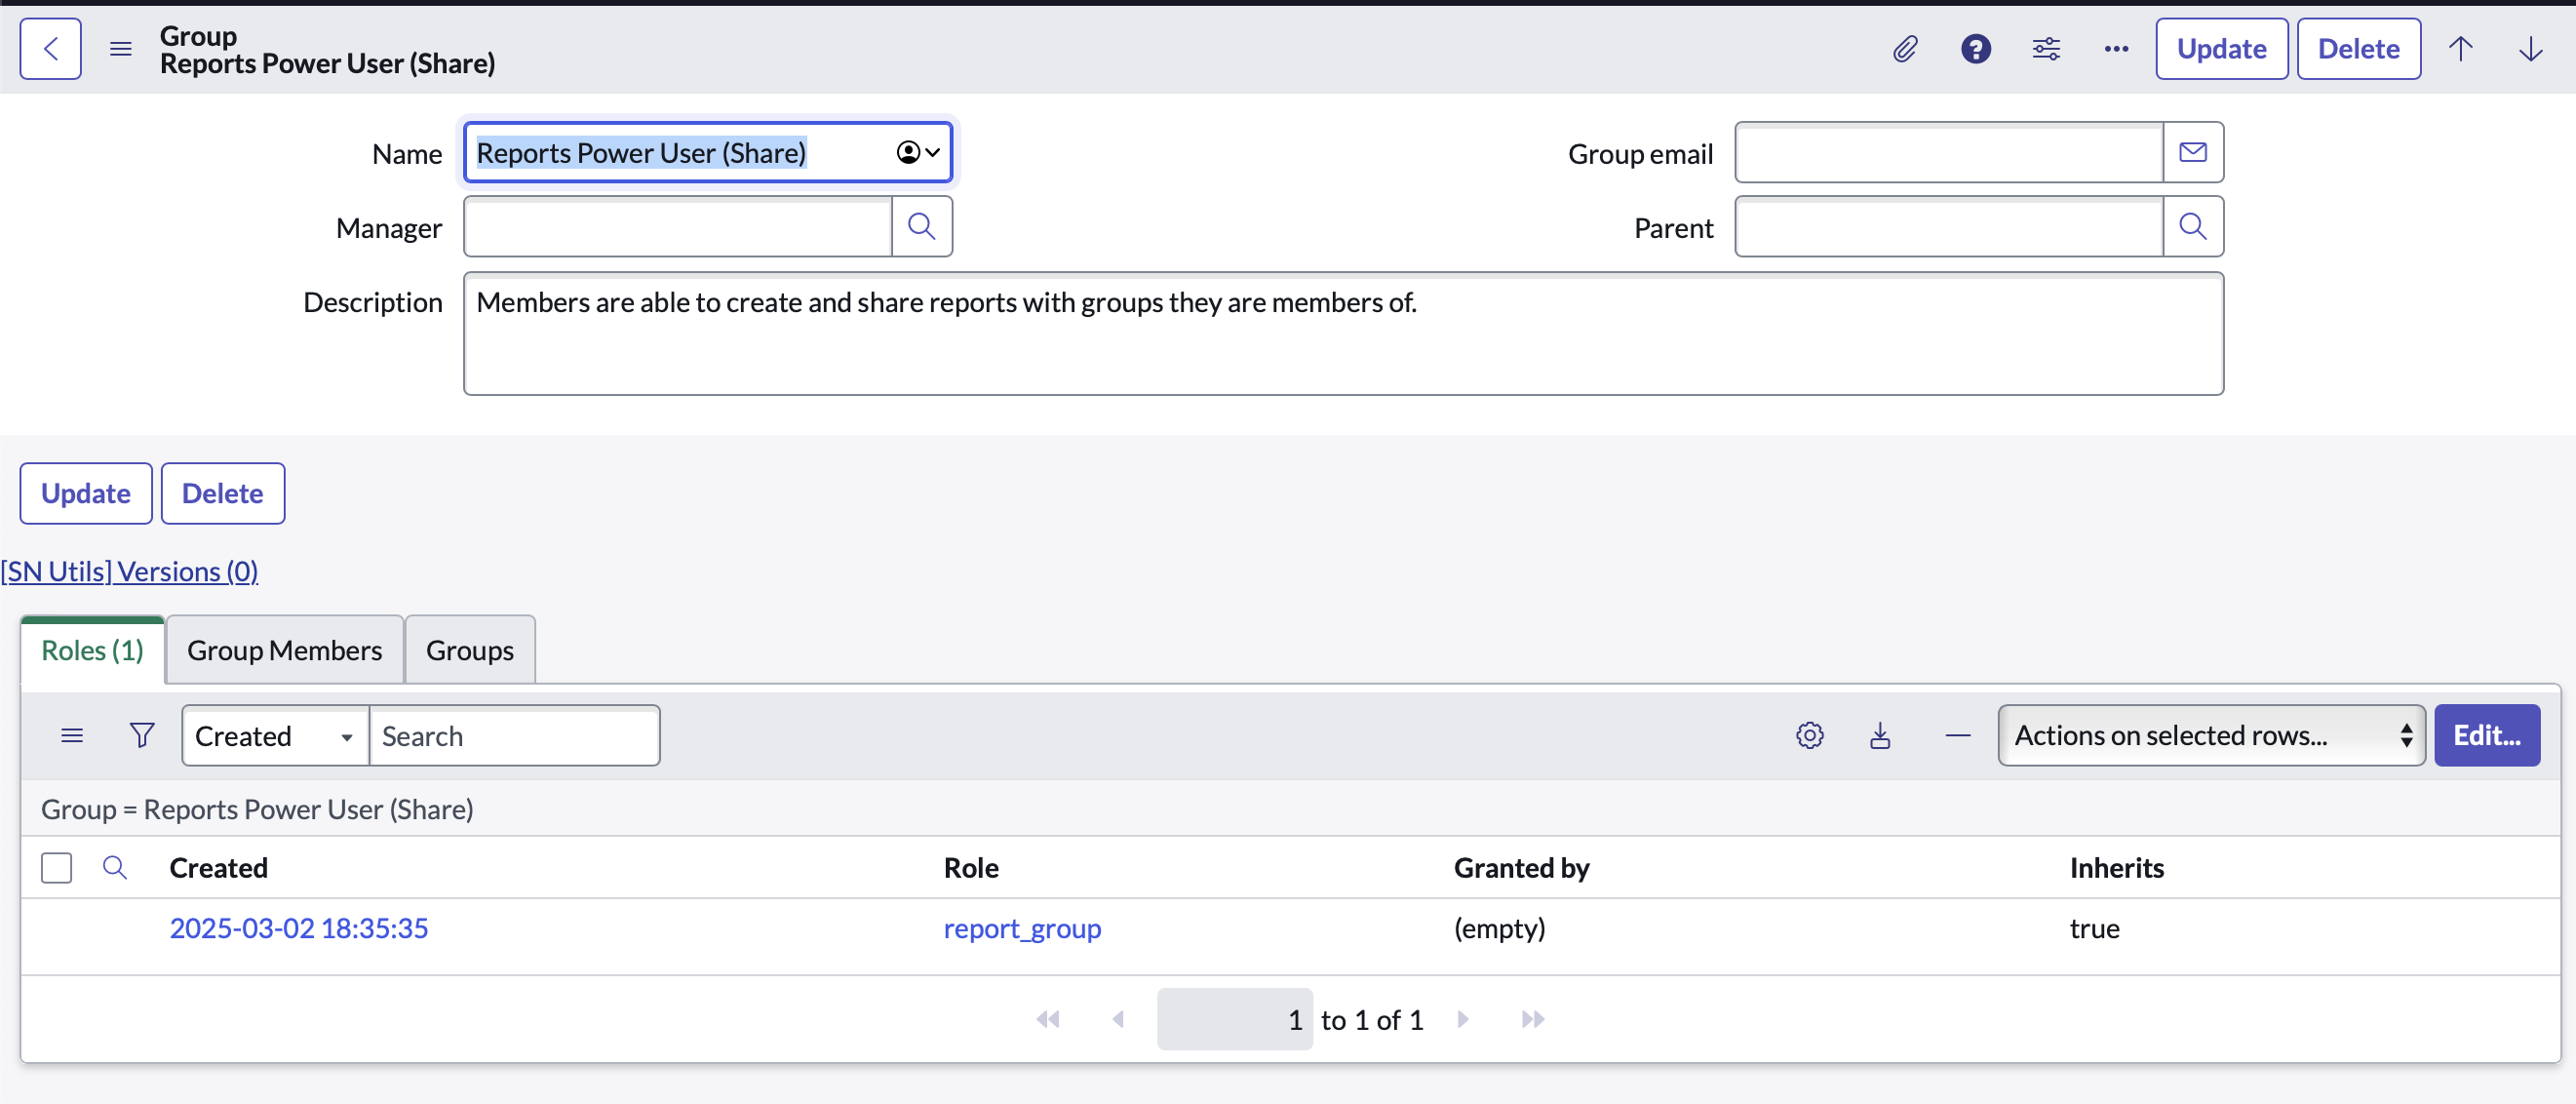 Group
Reports Power User (Share)
Update
Delete
Name
Reports Power User (Share)
Group email
Manager
Parent
Description
Members are able to create and share reports with groups they are members of.
Update
Delete
[SN Utils] Versions (0)
Roles (1)
Group Members
Groups
Created
Search
Actions on selected rows...
Edit...
Group = Reports Power User (Share)
Created
Role
Granted by
Inherits
2025-03-02 18:35:35
report_group
(empty)
true
1 to 1 of 1